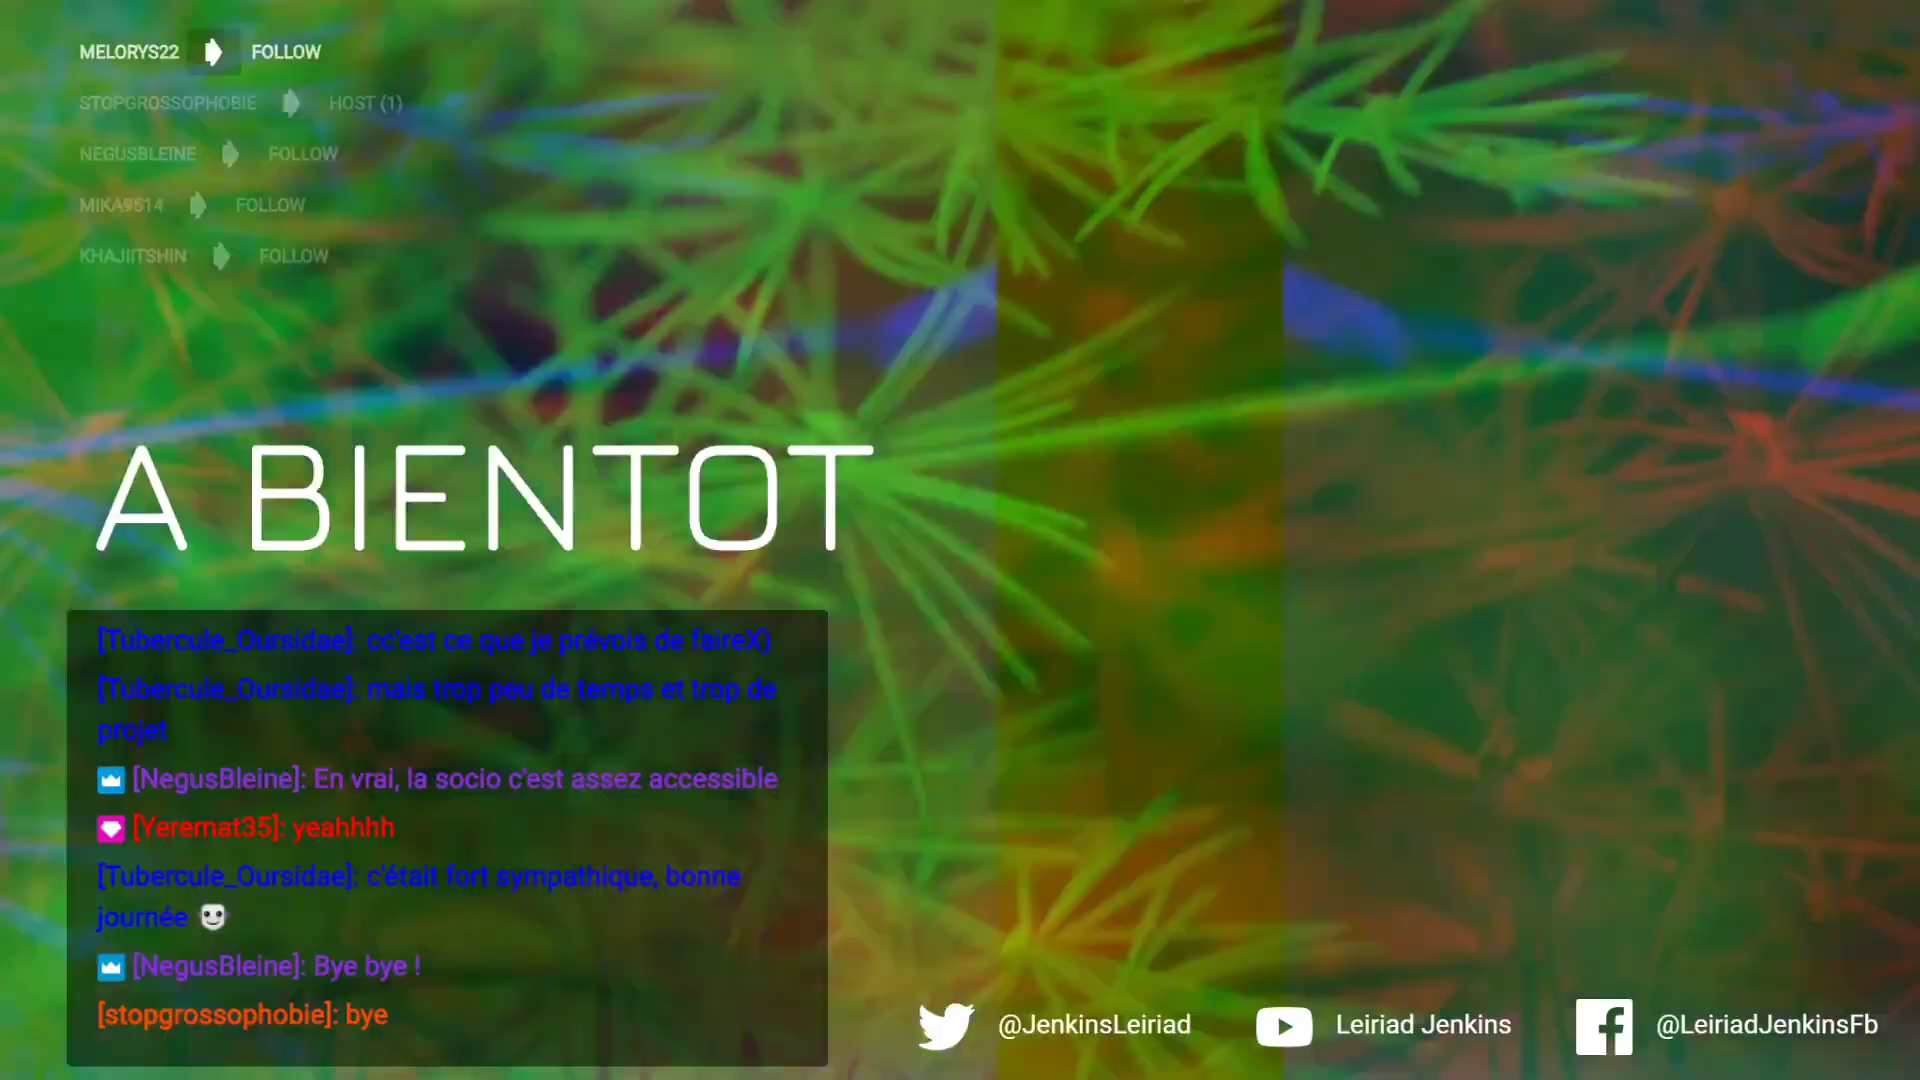 MELORYS22 FOLLOW
STOPGROSSOPHOBIE HOST (1)
NEGUSBLEINE FOLLOW
MIKA9514 FOLLOW
KHAJIITSHIN FOLLOW
A BIENTOT
[Tubercule_Oursidae]: cc'est ce que je prévois de faireX)
[Tubercule_Oursidae]: mais trop peu de temps et trop de
projet
[NegusBleine]: En vrai, la socio c'est assez accessible
[Yeremat35]: yeahhhh
[Tubercule_Oursidae]: c'était fort sympathique, bonne
journée
[NegusBleine]: Bye bye !
[stopgrossophobie]: bye
@JenkinsLeiriad Leiriad Jenkins @LeiriadJenkinsFb